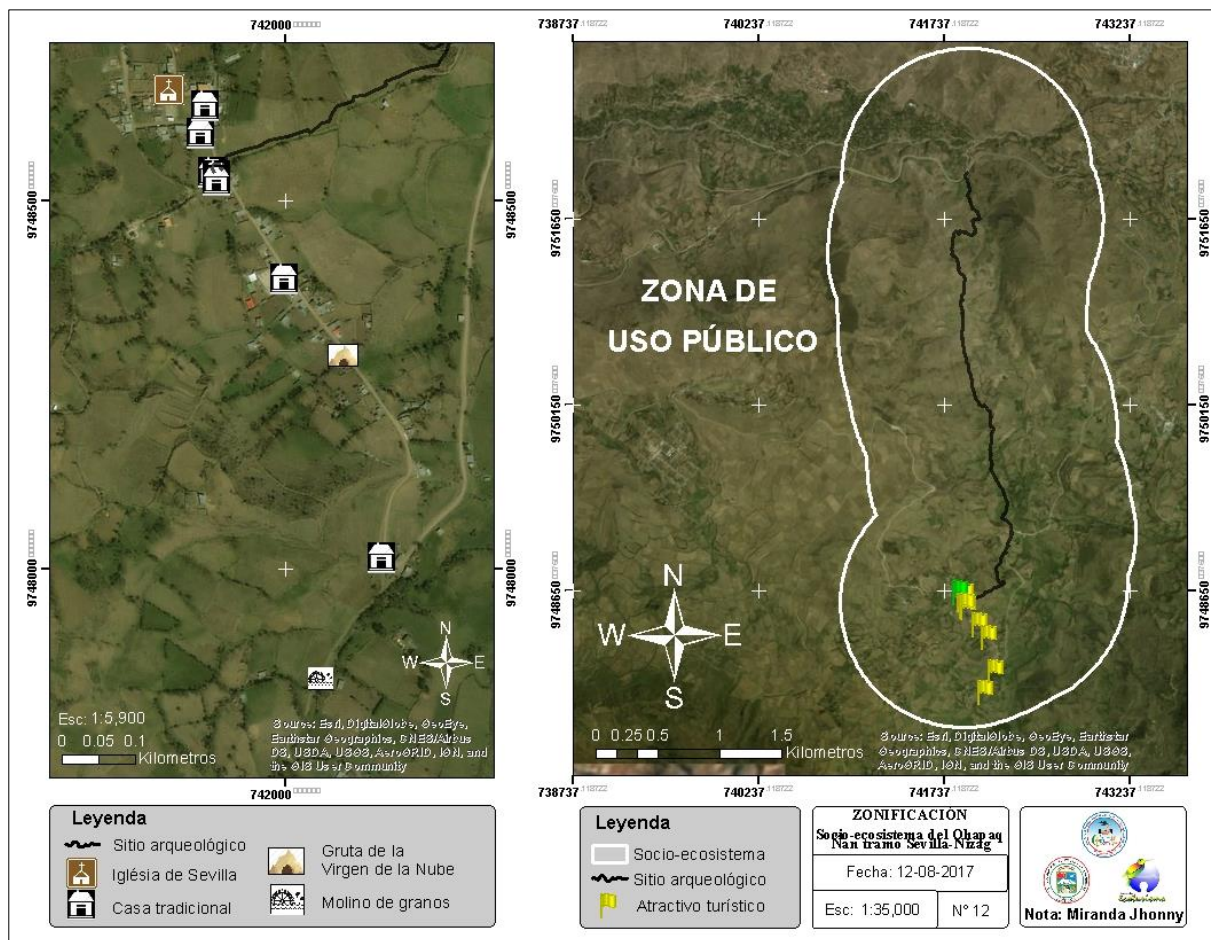 742000
738737
740237
741737
743237
9748500
9748500
9748000
9748000
9751650
9751650
9750150
9750150
9748650
9748650
ZONA DE
USO PÚBLICO
N
W E
S
N
W E
S
Esc: 1:5,900
0 0.05 0.1
Kilometros
Source: Esri, DigitalGlobe, GeoEye,
Earthstar Geographics, CNES/Airbus
DS, USDA, USGS, AeroGRID, IGN, and
the GIS User Community
0 0.25 0.5 1 1.5
Kilometros
Source: Esri, DigitalGlobe, GeoEye, Earthstar
Geographics, CNES/Airbus DS, USDA, USGS,
AeroGRID, IGN, and the GIS User Community
742000
738737
740237
741737
743237
Leyenda
Sitio arqueológico
Iglésia de Sevilla
Casa tradicional
Gruta de la
Virgen de la Nube
Molino de granos
Leyenda
Socio-ecosistema
Sitio arqueológico
Atractivo turístico
ZONIFICACIÓN
Socio-ecosistema del Qhapaq
Ñan tramo Sevilla-Nizag
Fecha: 12-08-2017
Esc: 1:35,000
N° 12
Nota: Miranda Jhonny